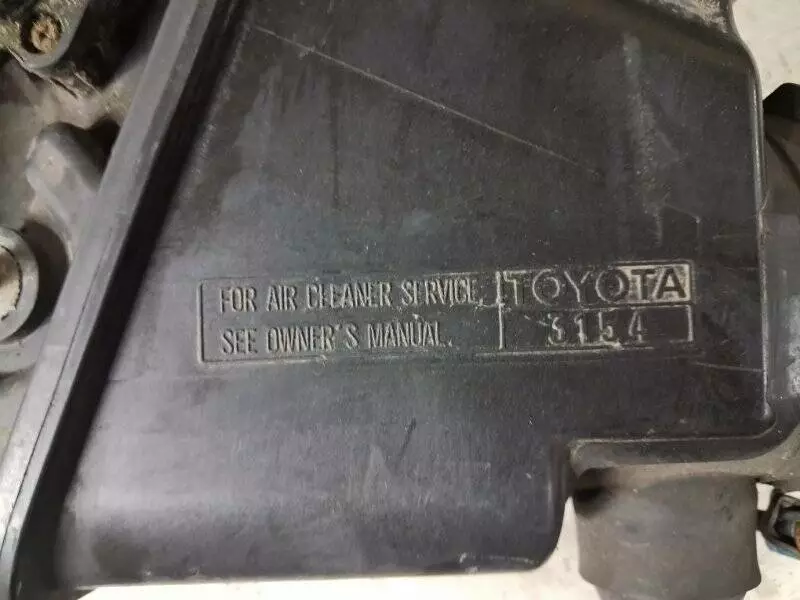 FOR AIR CLEANER SERVICE,
SEE OWNER'S MANUAL.
TOYOTA
3154